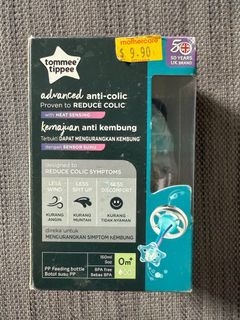 mothercare
$ 9.90
tommee
tippee
50
50 YEARS
UK BRAND
advanced anti-colic
Proven to REDUCE COLIC
with HEAT SENSING
kemajuan anti kembung
Terbukti DAPAT MENGURANGKAN KEMBUNG
dengan SENSOR SUHU
designed to
REDUCE COLIC SYMPTOMS
LESS
WIND
LESS
SPIT UP
LESS
DISCOMFORT
KURANG
ANGIN
KURANG
MUNTAH
KURANG
TIDAK NYAMAN
direka untuk
MENGURANGKAN SIMPTOM KEMBUNG
150ml
5oz
0m+
PP Feeding bottle
Botol susu PP
BPA free
Bebas BPA